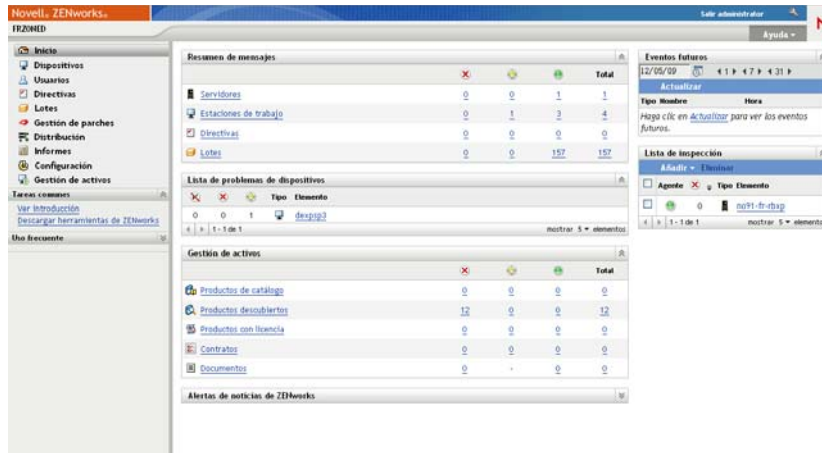 Novell. ZENworks.
Salir administrator
FRZONED
Ayuda
Inicio
Dispositivos
Usuarios
Directivas
Lotes
Gestión de parches
Distribución
Informes
Configuración
Gestión de activos
Tareas comunes
Ver introducción
Descargar herramientas de ZENworks
Uso frecuente
Resumen de mensajes
Total
Servidores 0 0 1 1
Estaciones de trabajo 0 1 3 4
Directivas 0 0 0 0
Lotes 0 0 157 157
Lista de problemas de dispositivos
Tipo Elemento
0 0 1 dexpsp3
1 - 1 de 1 mostrar 5 elementos
Gestión de activos
Total
Productos de catálogo 0 0 0 0
Productos descubiertos 12 0 0 12
Productos con licencia 0 0 0 0
Contratos 0 0 0 0
Documentos 0 - 0 0
Alertas de noticias de ZENworks
Eventos futuros
12/05/09 1 7 31
Actualizar
Tipo Nombre Hora
Haga clic en Actualizar para ver los eventos
futuros.
Lista de inspección
Añadir Eliminar
Agente Tipo Elemento
0 no91-fr-rbxp
1 - 1 de 1 mostrar 5 elementos